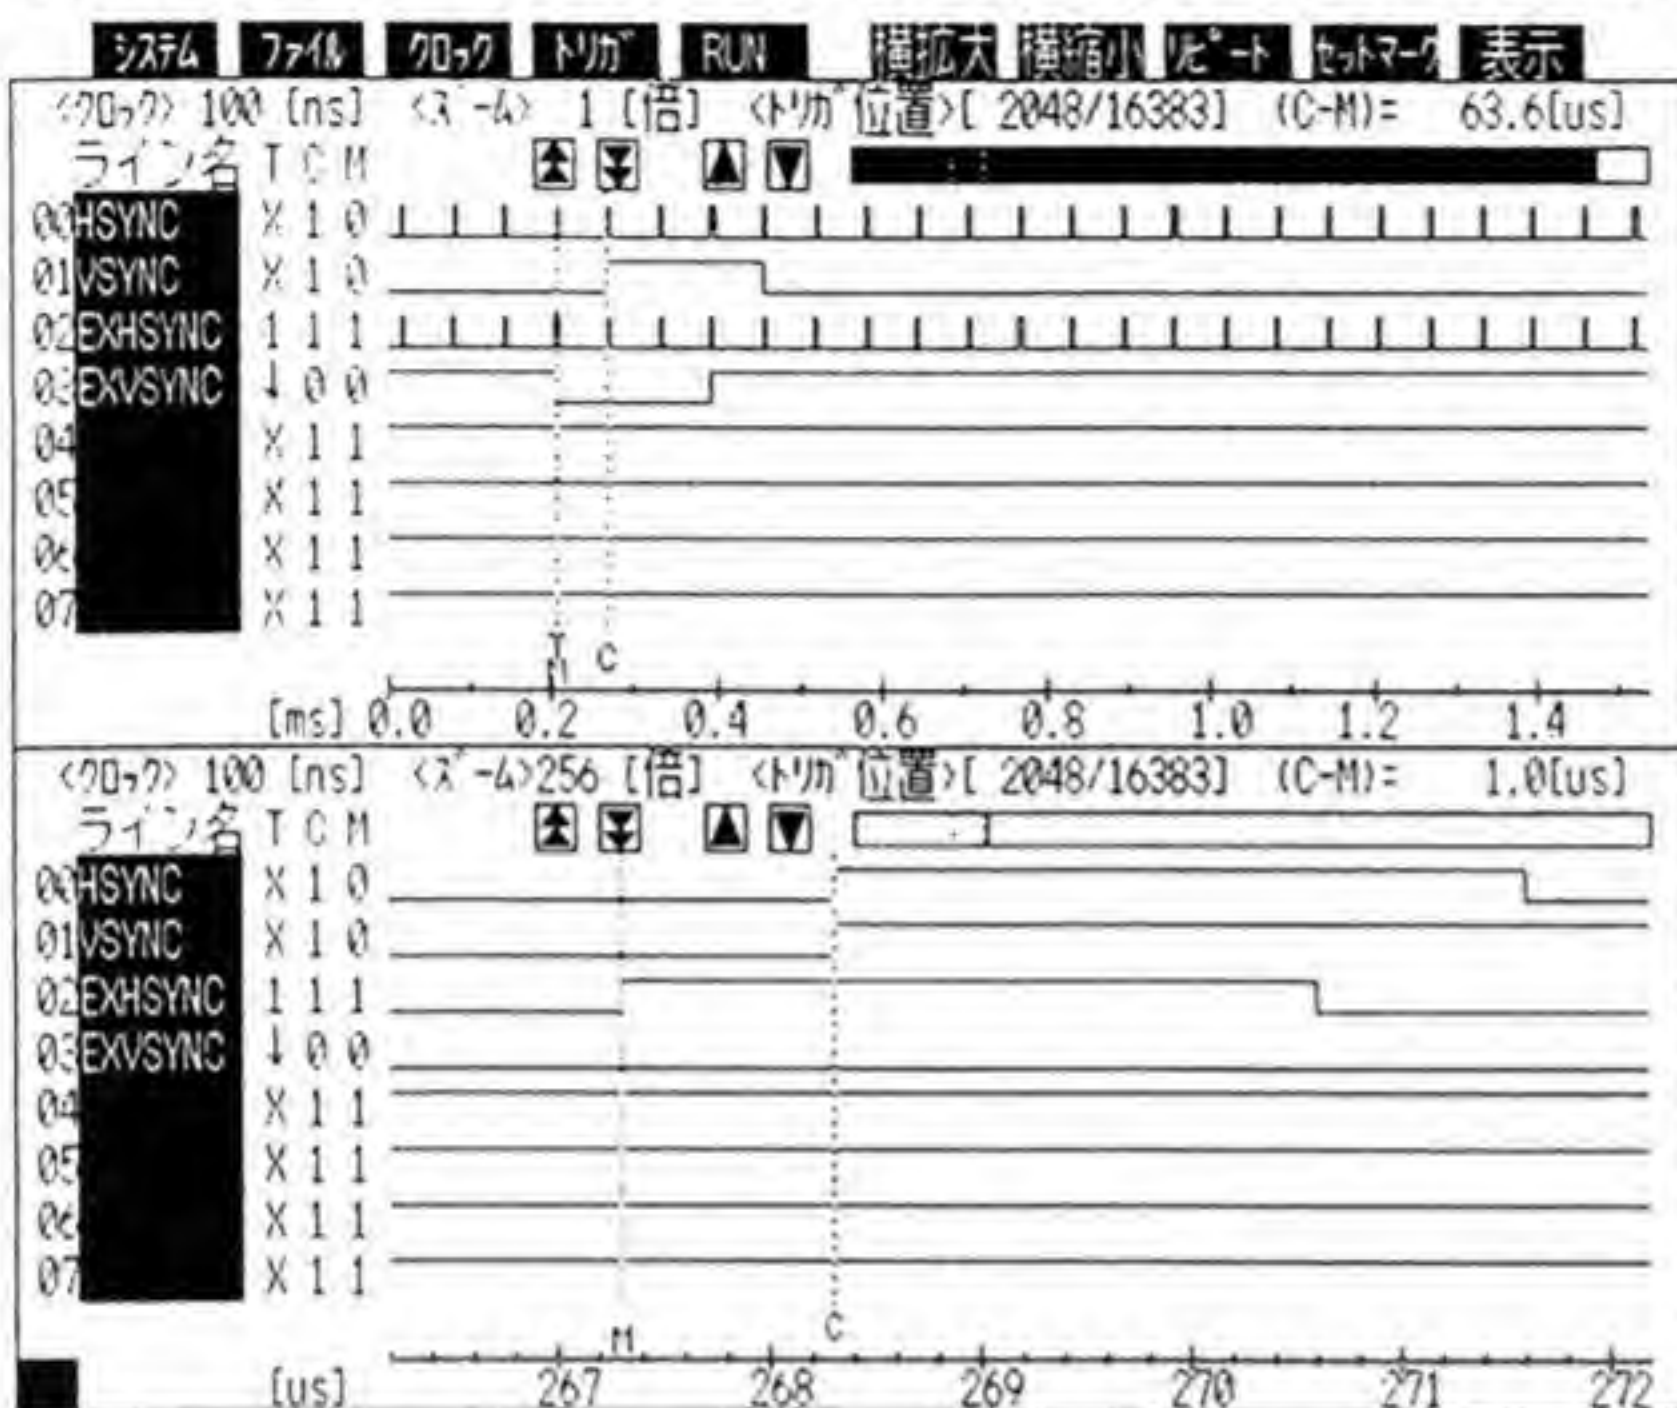 システム ファイル クロック トリガ RUN 横拡大 横縮小 リピート セットマーク 表示
<クロック> 100 [ns] <ズーム> 1 [倍] <トリガ位置>[ 2048/16383] (C-M)= 63.6[us]
ライン名 T C M
00HSYNC X 1 0
01VSYNC X 1 0
02EXHSYNC 1 1 1
03EXVSYNC ↓ 0 0
04 X 1 1
05 X 1 1
06 X 1 1
07 X 1 1
T
M C
[ms] 0.0 0.2 0.4 0.6 0.8 1.0 1.2 1.4
<クロック> 100 [ns] <ズーム>256 [倍] <トリガ位置>[ 2048/16383] (C-M)= 1.0[us]
ライン名 T C M
00HSYNC X 1 0
01VSYNC X 1 0
02EXHSYNC 1 1 1
03EXVSYNC ↓ 0 0
04 X 1 1
05 X 1 1
06 X 1 1
07 X 1 1
M C
[us] 267 268 269 270 271 272